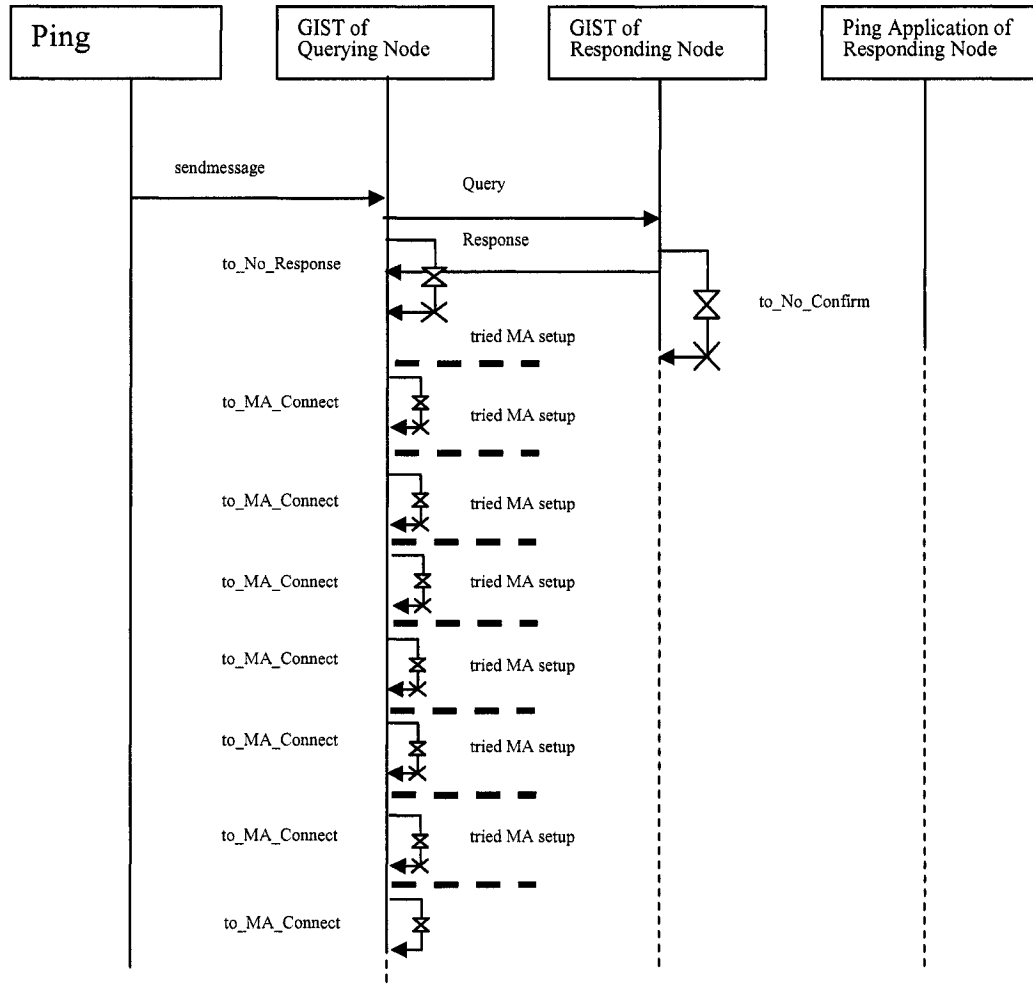 Ping
GIST of
Querying Node
GIST of
Responding Node
Ping Application of
Responding Node
sendmessage
Query
Response
to_No_Response
to_No_Confirm
tried MA setup
to_MA_Connect
tried MA setup
to_MA_Connect
tried MA setup
to_MA_Connect
tried MA setup
to_MA_Connect
tried MA setup
to_MA_Connect
tried MA setup
to_MA_Connect
tried MA setup
to_MA_Connect